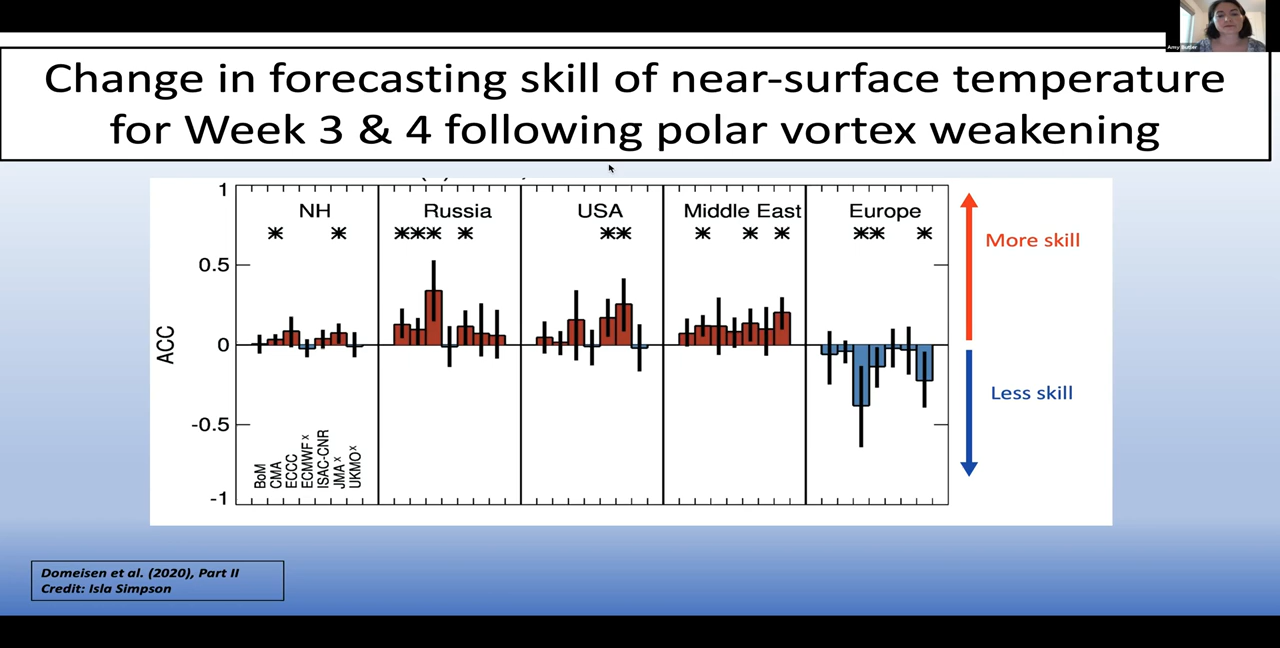 Amy Butler
Change in forecasting skill of near-surface temperature
for Week 3 & 4 following polar vortex weakening
1
NH
Russia
USA
Middle East
Europe
0.5
More skill
ACC
0
Less skill
-0.5
BoM
CMA
ECCC
ECMWF x
ISAC-CNR
JMA x
UKMO x
-1
Domeisen et al. (2020), Part II
Credit: Isla Simpson